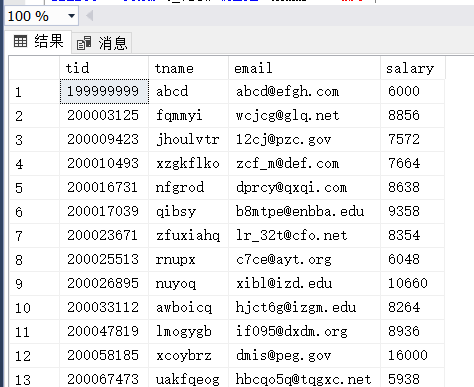 100 %
结果 消息
tid tname email salary
1 199999999 abcd abcd@efgh.com 6000
2 200003125 fqmmyi wcjcg@glq.net 8856
3 200009423 jhoulvtr 12cj@pzc.gov 7572
4 200010493 xzgkflko zcf_m@def.com 7664
5 200016731 nfgrod dprcy@qxqi.com 8638
6 200017039 qibsy b8mtpe@enbba.edu 9358
7 200023671 zfuxiahq lr_32t@cfo.net 8354
8 200025513 rnupx c7ce@ayt.org 6048
9 200026895 nuyoq xibl@izd.edu 10660
10 200033112 awboicq hjct6g@izgm.edu 8264
11 200047819 lmogygb if095@dxdm.org 8936
12 200058185 xcoybrz dmis@peg.gov 16000
13 200067473 uakfqeog hbcqo5q@tqgxc.net 5938